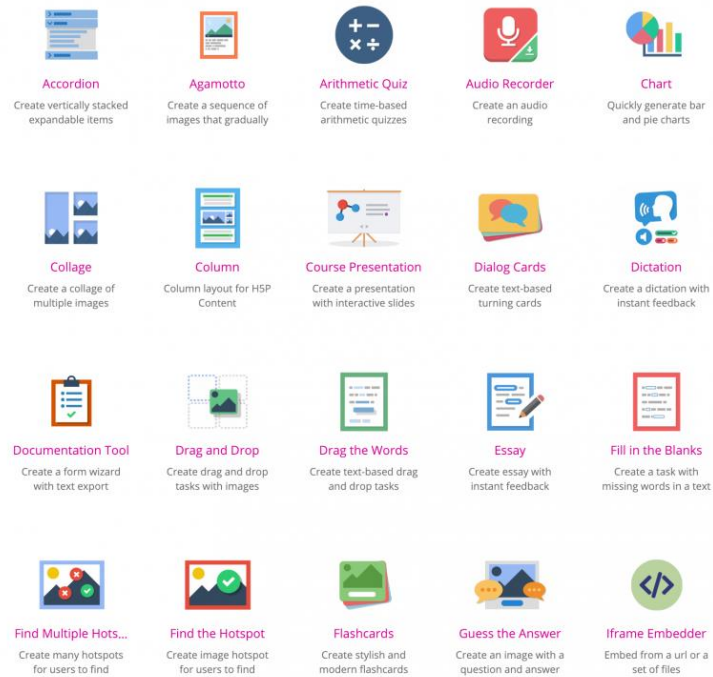 Accordion
Create vertically stacked
expandable items
Agamotto
Create a sequence of
images that gradually
Arithmetic Quiz
Create time-based
arithmetic quizzes
Audio Recorder
Create an audio
recording
Chart
Quickly generate bar
and pie charts
Collage
Create a collage of
multiple images
Column
Column layout for H5P
Content
Course Presentation
Create a presentation
with interactive slides
Dialog Cards
Create text-based
turning cards
Dictation
Create a dictation with
instant feedback
Documentation Tool
Create a form wizard
with text export
Drag and Drop
Create drag and drop
tasks with images
Drag the Words
Create text-based drag
and drop tasks
Essay
Create essay with
instant feedback
Fill in the Blanks
Create a task with
missing words in a text
Find Multiple Hots...
Create many hotspots
for users to find
Find the Hotspot
Create image hotspot
for users to find
Flashcards
Create stylish and
modern flashcards
Guess the Answer
Create an image with a
question and answer
Iframe Embedder
Embed from a url or a
set of files